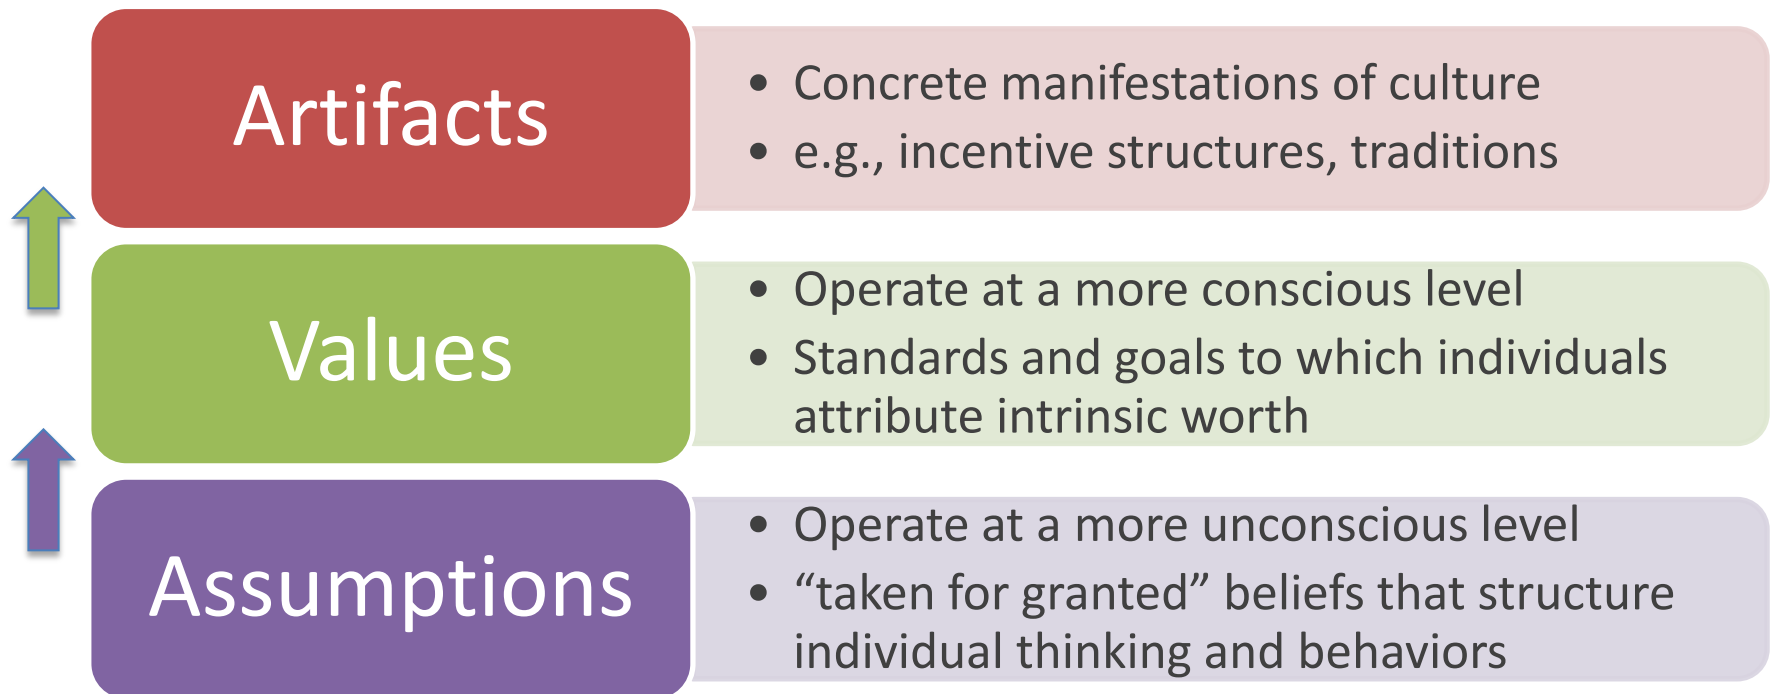 Artifacts
• Concrete manifestations of culture
• e.g., incentive structures, traditions
Values
• Operate at a more conscious level
• Standards and goals to which individuals
attribute intrinsic worth
Assumptions
• Operate at a more unconscious level
• “taken for granted” beliefs that structure
individual thinking and behaviors